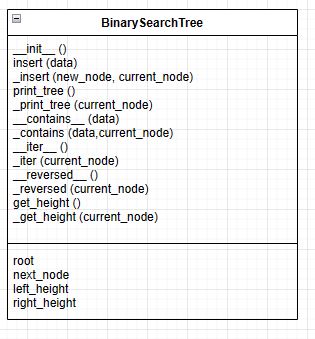 BinarySearchTree
__init__ ()
insert (data)
_insert (new_node, current_node)
print_tree ()
_print_tree (current_node)
__contains__ (data)
_contains (data,current_node)
__iter__ ()
_iter (current_node)
__reversed__ ()
_reversed (current_node)
get_height ()
_get_height (current_node)
root
next_node
left_height
right_height